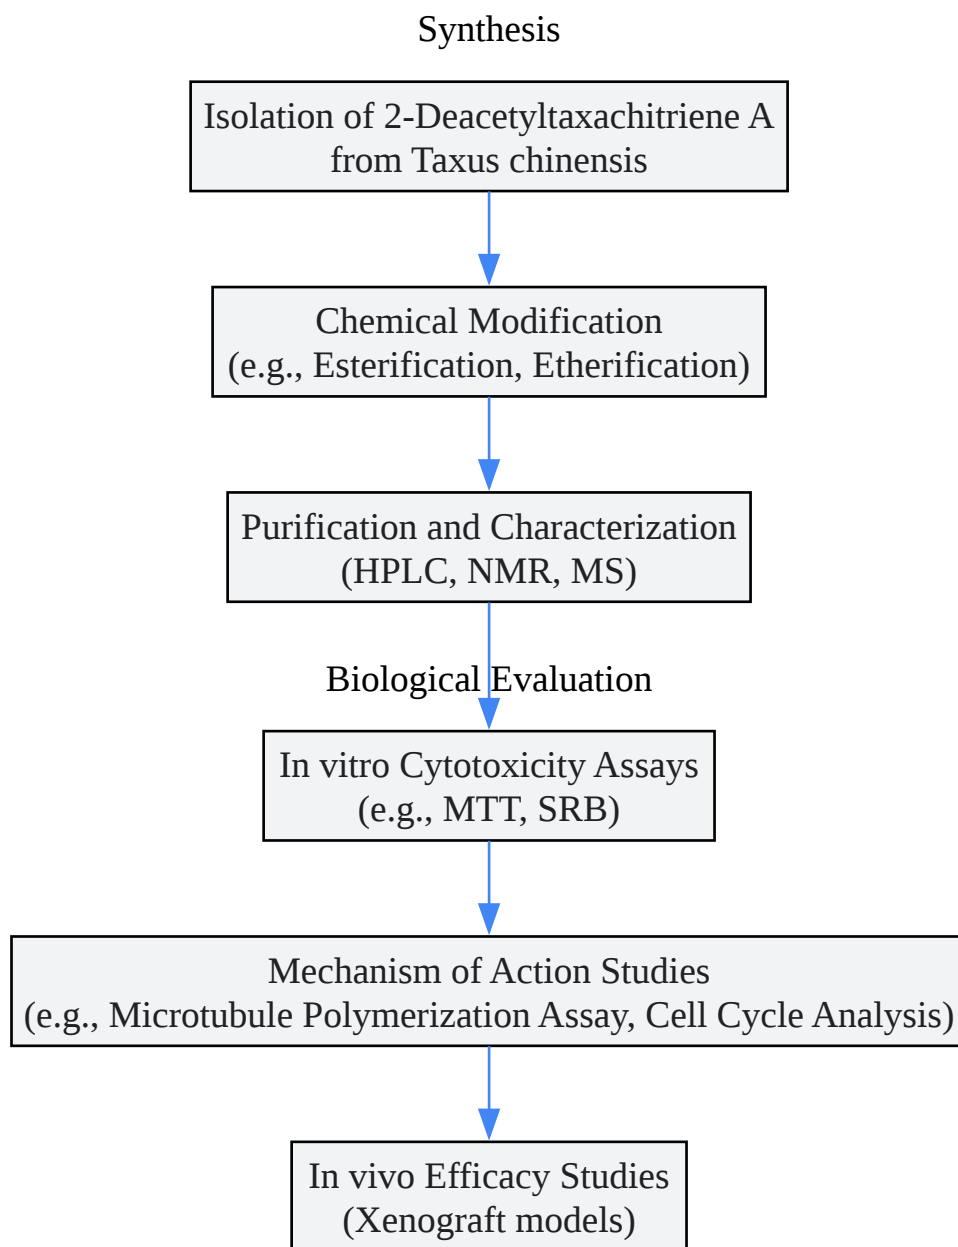 Synthesis
Isolation of 2-Deacetyltaxachitriene A
from Taxus chinensis
Chemical Modification
(e.g., Esterification, Etherification)
Purification and Characterization
(HPLC, NMR, MS)
Biological Evaluation
In vitro Cytotoxicity Assays
(e.g., MTT, SRB)
Mechanism of Action Studies
(e.g., Microtubule Polymerization Assay, Cell Cycle Analysis)
In vivo Efficacy Studies
(Xenograft models)